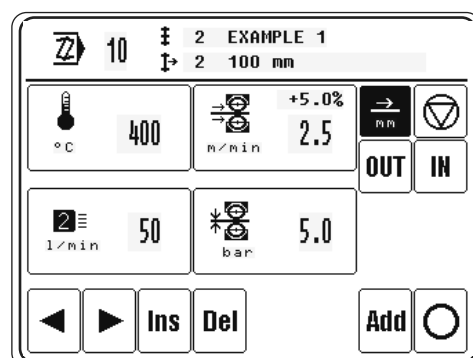 10
2 EXAMPLE 1
2 100 mm
°C 400
m/min +5.0% 2.5
mm
OUT IN
2 l/min 50
bar 5.0
Ins Del Add